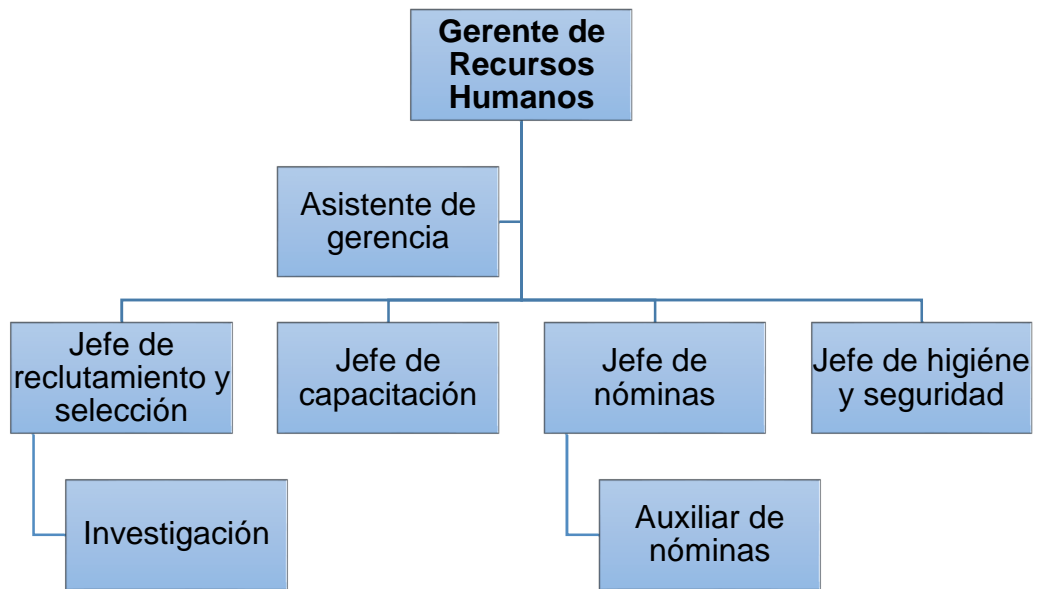 Gerente de
Recursos
Humanos
Asistente de
gerencia
Jefe de
reclutamiento y
selección
Jefe de
capacitación
Jefe de
nóminas
Jefe de higiéne
y seguridad
Investigación
Auxiliar de
nóminas